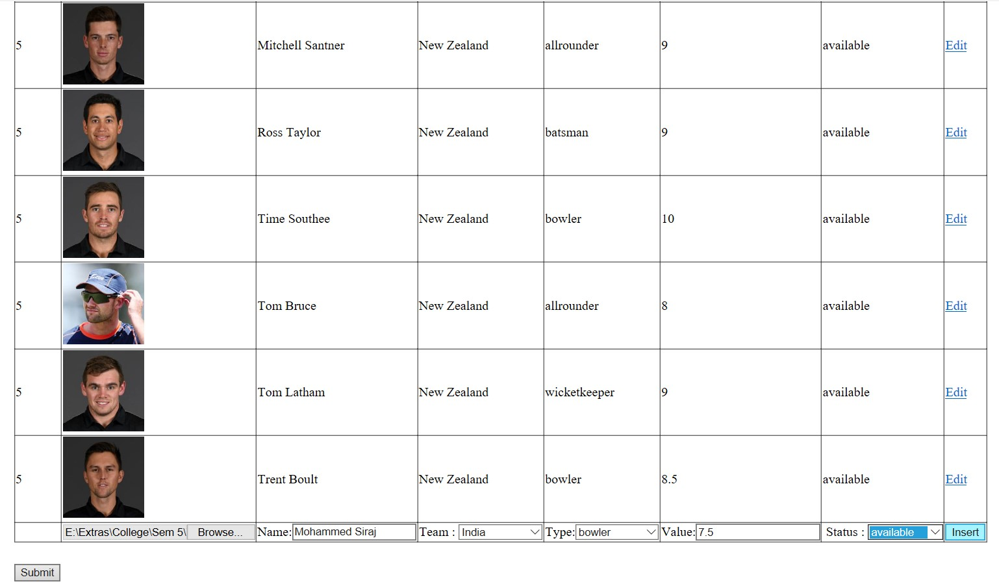 5 Mitchell Santner New Zealand allrounder 9 available Edit
5 Ross Taylor New Zealand batsman 9 available Edit
5 Time Southee New Zealand bowler 10 available Edit
5 Tom Bruce New Zealand allrounder 8 available Edit
5 Tom Latham New Zealand wicketkeeper 9 available Edit
5 Trent Boult New Zealand bowler 8.5 available Edit
E:\Extras\College\Sem 5\ Browse... Name: Mohammed Siraj Team : India Type: bowler Value: 7.5 Status : available Insert
Submit